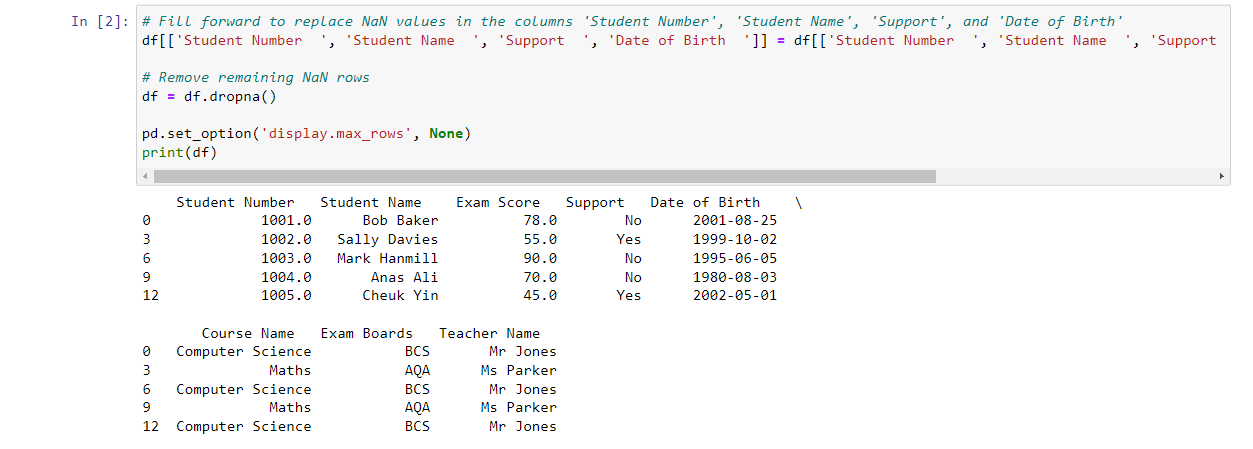 In [2]: # Fill forward to replace NaN values in the columns 'Student Number', 'Student Name', 'Support', and 'Date of Birth'
df[['Student Number  ', 'Student Name  ', 'Support  ', 'Date of Birth  ']] = df[['Student Number  ', 'Student Name  ', 'Support
# Remove remaining NaN rows
df = df.dropna()
pd.set_option('display.max_rows', None)
print(df)
Student Number   Student Name    Exam Score   Support   Date of Birth    \
0             1001.0      Bob Baker          78.0        No      2001-08-25
3             1002.0   Sally Davies          55.0       Yes      1999-10-02
6             1003.0   Mark Hanmill          90.0        No      1995-06-05
9             1004.0       Anas Ali          70.0        No      1980-08-03
12            1005.0      Cheuk Yin          45.0       Yes      2002-05-01
Course Name   Exam Boards   Teacher Name
0   Computer Science           BCS       Mr Jones
3              Maths           AQA      Ms Parker
6   Computer Science           BCS       Mr Jones
9              Maths           AQA      Ms Parker
12  Computer Science           BCS       Mr Jones